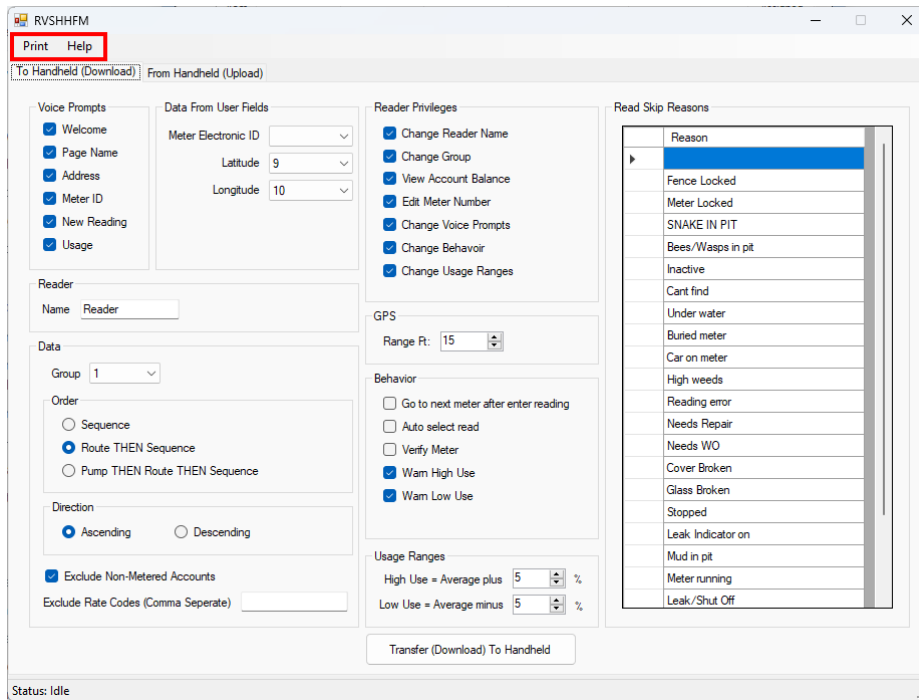 RVSHHFM
Print Help
To Handheld (Download) From Handheld (Upload)
Voice Prompts
Welcome
Page Name
Address
Meter ID
New Reading
Usage
Data From User Fields
Meter Electronic ID
Latitude 9
Longitude 10
Reader
Name Reader
Data
Group 1
Order
Sequence
Route THEN Sequence
Pump THEN Route THEN Sequence
Direction
Ascending Descending
Exclude Non-Metered Accounts
Exclude Rate Codes (Comma Seperate)
Reader Privileges
Change Reader Name
Change Group
View Account Balance
Edit Meter Number
Change Voice Prompts
Change Behavoir
Change Usage Ranges
GPS
Range Ft: 15
Behavior
Go to next meter after enter reading
Auto select read
Verify Meter
Warn High Use
Warn Low Use
Usage Ranges
High Use = Average plus 5 %
Low Use = Average minus 5 %
Read Skip Reasons
Reason
Fence Locked
Meter Locked
SNAKE IN PIT
Bees/Wasps in pit
Inactive
Cant find
Under water
Buried meter
Car on meter
High weeds
Reading error
Needs Repair
Needs WO
Cover Broken
Glass Broken
Stopped
Leak Indicator on
Mud in pit
Meter running
Leak/Shut Off
Transfer (Download) To Handheld
Status: Idle